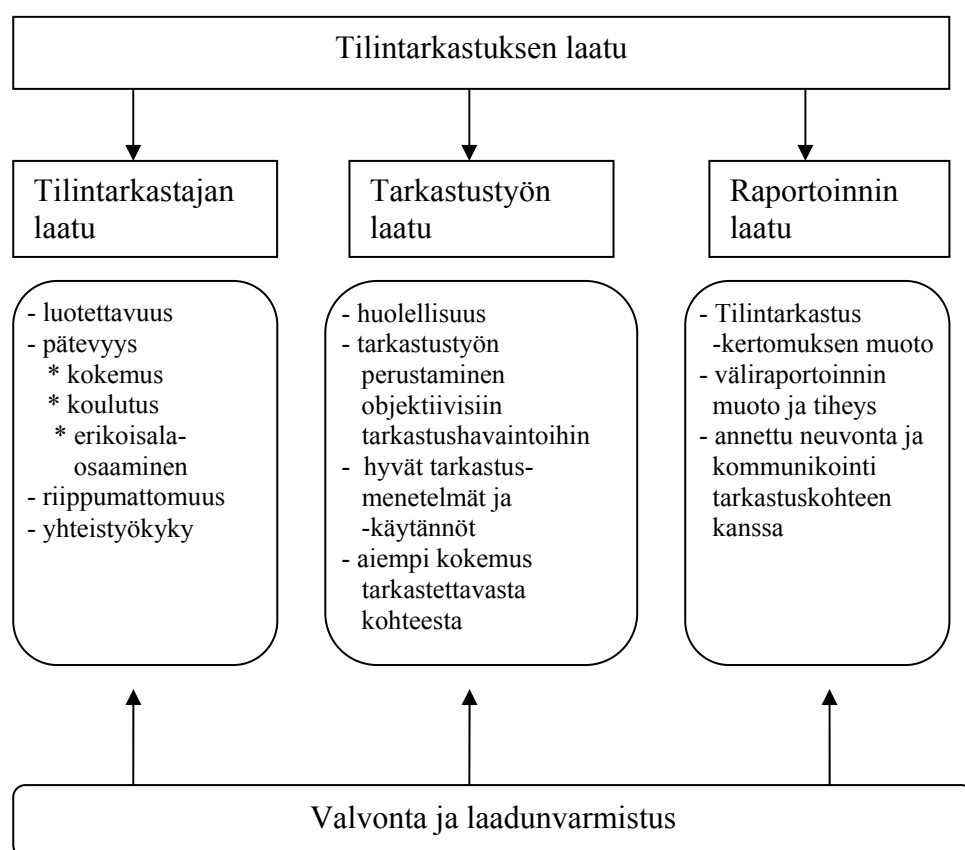 Tilintarkastuksen laatu
Tilintarkastajan
laatu
Tarkastustyön
laatu
Raportoinnin
laatu
- luotettavuus
- pätevyys
* kokemus
* koulutus
* erikoisala-
osaaminen
- riippumattomuus
- yhteistyökyky
- huolellisuus
- tarkastustyön
perustaminen
objektiivisiin
tarkastushavaintoihin
- hyvät tarkastus-
menetelmät ja
-käytännöt
- aiempi kokemus
tarkastettavasta
kohteesta
- Tilintarkastus
-kertomuksen muoto
- väliraportoinnin
muoto ja tiheys
- annettu neuvonta ja
kommunikointi
tarkastuskohteen
kanssa
Valvonta ja laadunvarmistus